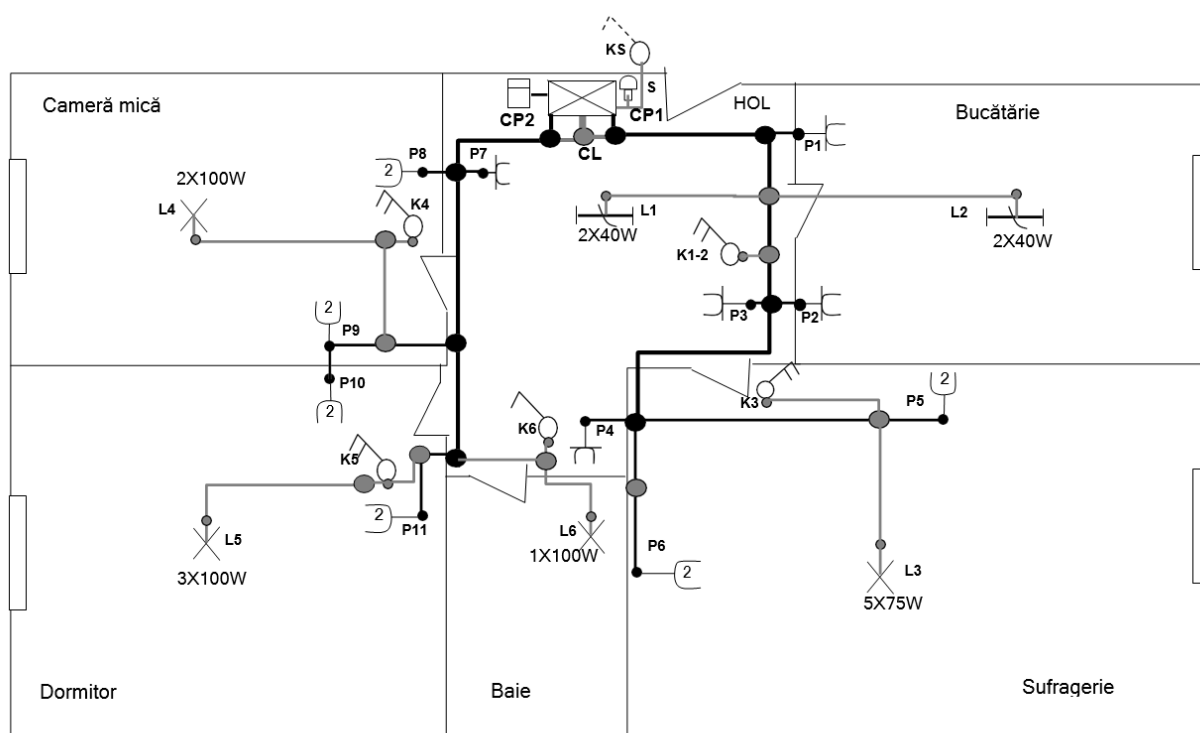 KS
S
HOL
Cameră mică
CP2
CP1
Bucătărie
CL
P1
P8
P7
2
2X100W
L4
K4
L1
L2
2X40W
2X40W
K1-2
2
P9
P3
P2
P10
2
2
K3
P5
P4
K6
K5
2
P11
L5
L6
P6
2
L3
3X100W
1X100W
5X75W
Dormitor
Baie
Sufragerie